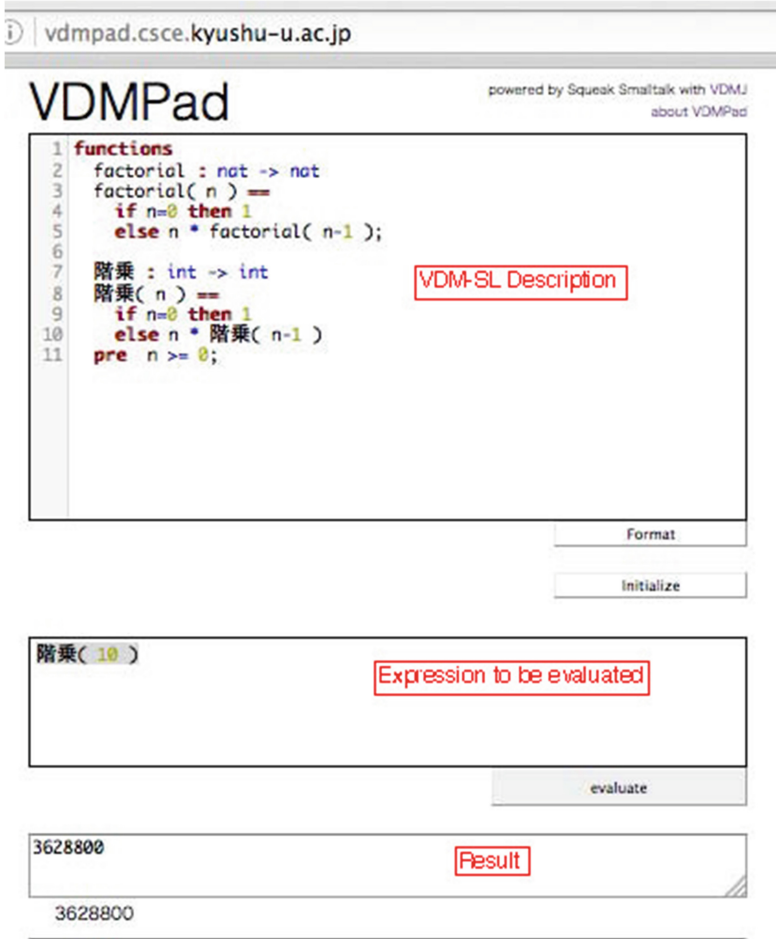 vdmpad.csce.kyushu-u.ac.jp
VDMPad
powered by Squeak Smalltalk with VDMJ
about VDMPad
1 functions
2 factorial : nat -> nat
3 factorial( n ) ==
4 if n=0 then 1
5 else n * factorial( n-1 );
6
7 階乗 : int -> int
8 階乗( n ) ==
9 if n=0 then 1
10 else n * 階乗( n-1 )
11 pre n >= 0;
VDM-SL Description
Format
Initialize
階乗( 10 )
Expression to be evaluated
evaluate
3628800
Result
3628800